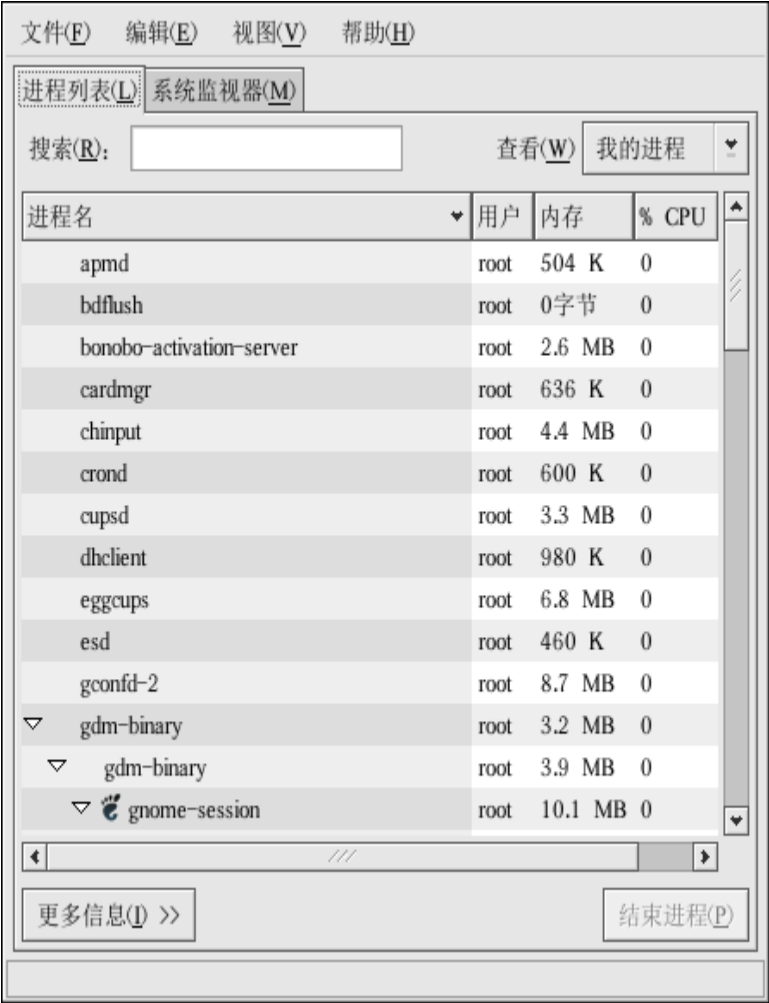 文件(F) 编辑(E) 视图(V) 帮助(H)
进程列表(L) 系统监视器(M)
搜索(R): 查看(W) 我的进程
进程名 用户 内存 % CPU
apmd root 504 K 0
bdflush root 0字节 0
bonobo-activation-server root 2.6 MB 0
cardmgr root 636 K 0
chinput root 4.4 MB 0
crond root 600 K 0
cupsd root 3.3 MB 0
dhclient root 980 K 0
eggcups root 6.8 MB 0
esd root 460 K 0
gconfd-2 root 8.7 MB 0
gdm-binary root 3.2 MB 0
gdm-binary root 3.9 MB 0
gnome-session root 10.1 MB 0
更多信息(I) >> 结束进程(P)